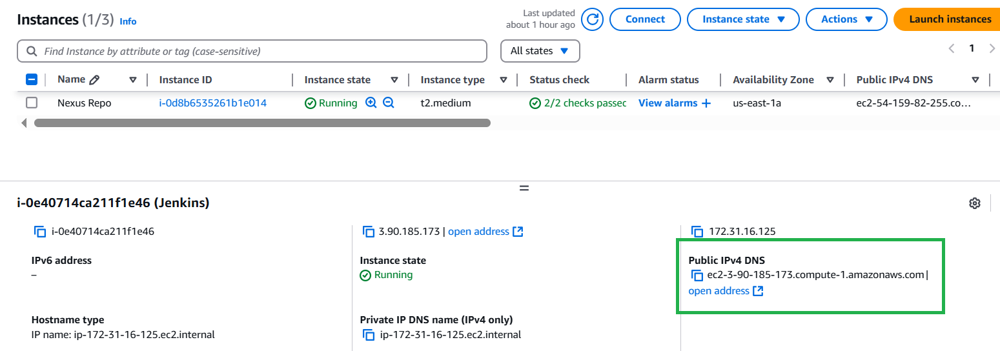 Instances (1/3) Info
Last updated
about 1 hour ago
Connect
Instance state
Actions
Launch instances
Find Instance by attribute or tag (case-sensitive)
All states
1
Name Instance ID Instance state Instance type Status check Alarm status Availability Zone Public IPv4 DNS
Nexus Repo i-0d8b6535261b1e014 Running t2.medium 2/2 checks passec View alarms + us-east-1a ec2-54-159-82-255.co...
i-0e40714ca211f1e46 (Jenkins)
i-0e40714ca211f1e46
3.90.185.173 | open address
172.31.16.125
IPv6 address
–
Instance state
Running
Public IPv4 DNS
ec2-3-90-185-173.compute-1.amazonaws.com |
open address
Hostname type
IP name: ip-172-31-16-125.ec2.internal
Private IP DNS name (IPv4 only)
ip-172-31-16-125.ec2.internal